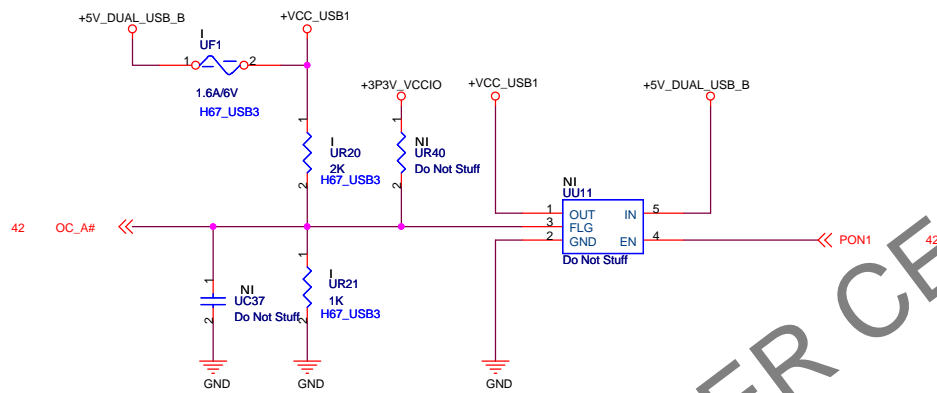 +5V_DUAL_USB_B
+VCC_USB1
I
UF1
1
2
1.6A/6V
H67_USB3
+3P3V_VCCIO
+VCC_USB1
+5V_DUAL_USB_B
1
I
UR20
2K
H67_USB3
2
1
NI
UR40
Do Not Stuff
2
NI
UU11
1
OUT
IN
5
3
FLG
2
GND
EN
4
Do Not Stuff
42
OC_A#
PON1
42
1
NI
UC37
Do Not Stuff
2
1
I
UR21
1K
H67_USB3
2
GND
GND
GND
ER CE